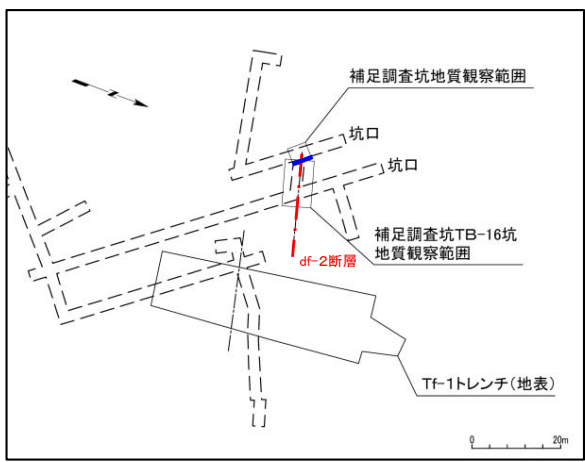 補足調査坑地質観察範囲
坑口
坑口
補足調査坑TB-16坑
地質観察範囲
df-2断層
Tf-1トレンチ(地表)
0
20m